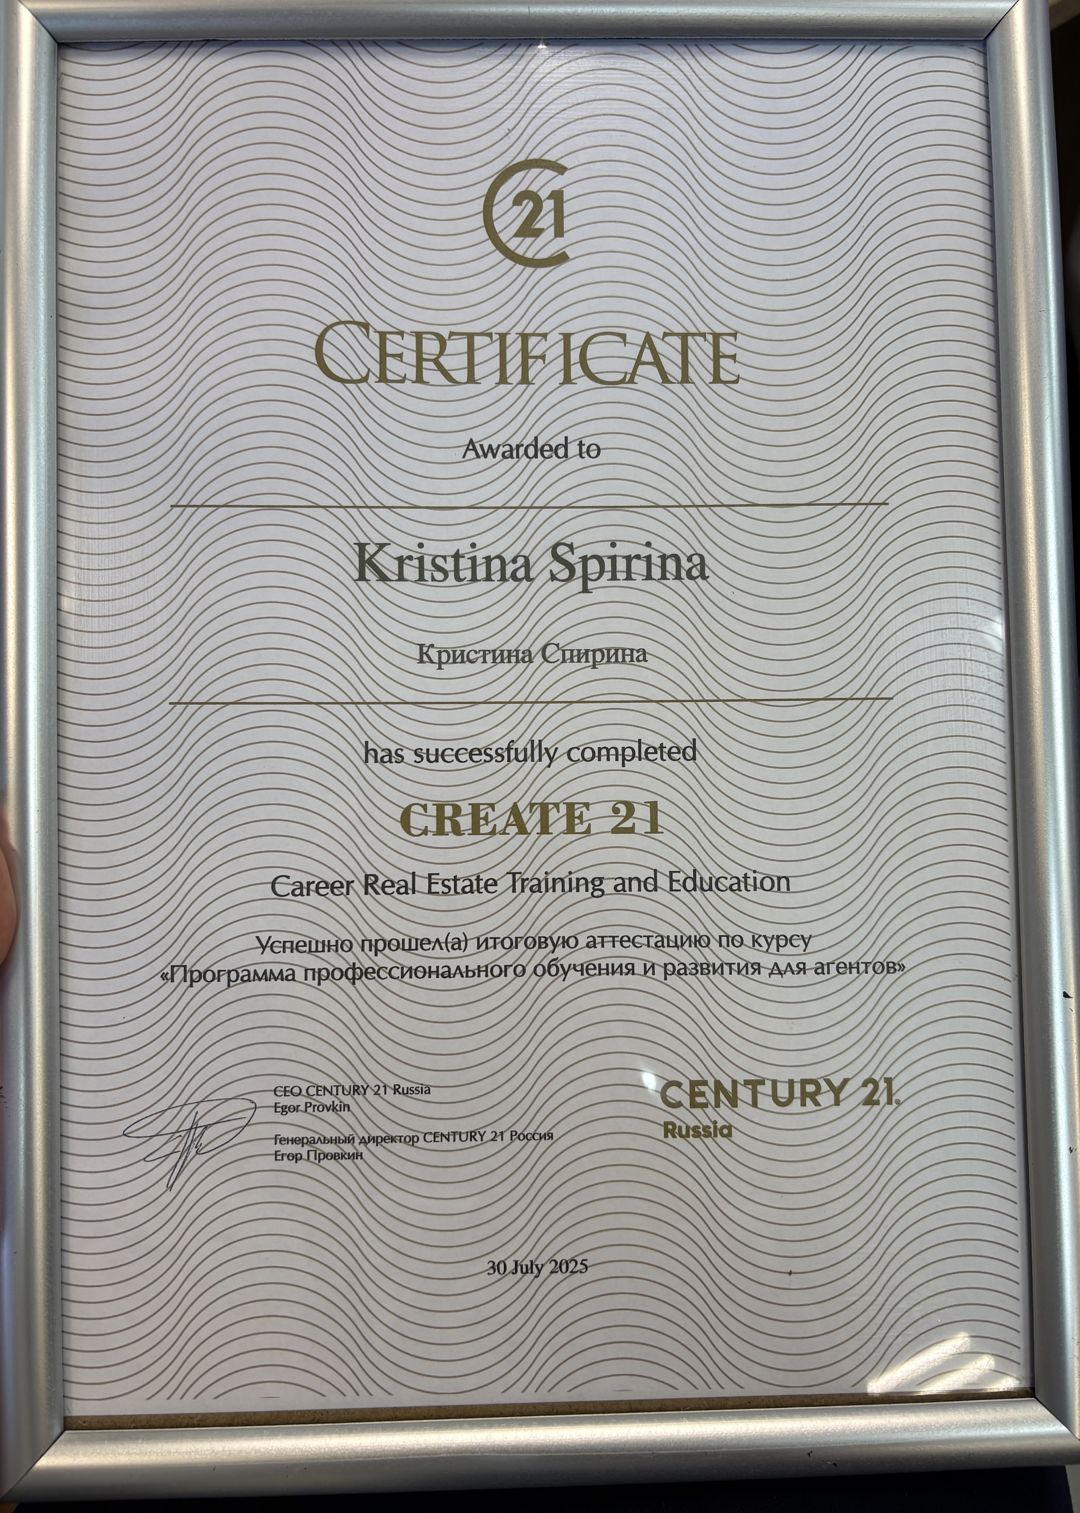 C21
CERTIFICATE
Awarded to
Kristina Spirina
Кристина Спирина
has successfully completed
CREATE 21
Career Real Estate Training and Education
Успешно прошел(а) итоговую аттестацию по курсу
«Программа профессионального обучения и развития для агентов»
CEO CENTURY 21 Russia
Egor Provkin
Генеральный директор CENTURY 21 Россия
Егор Провкин
CENTURY 21.
Russia
30 July 2025